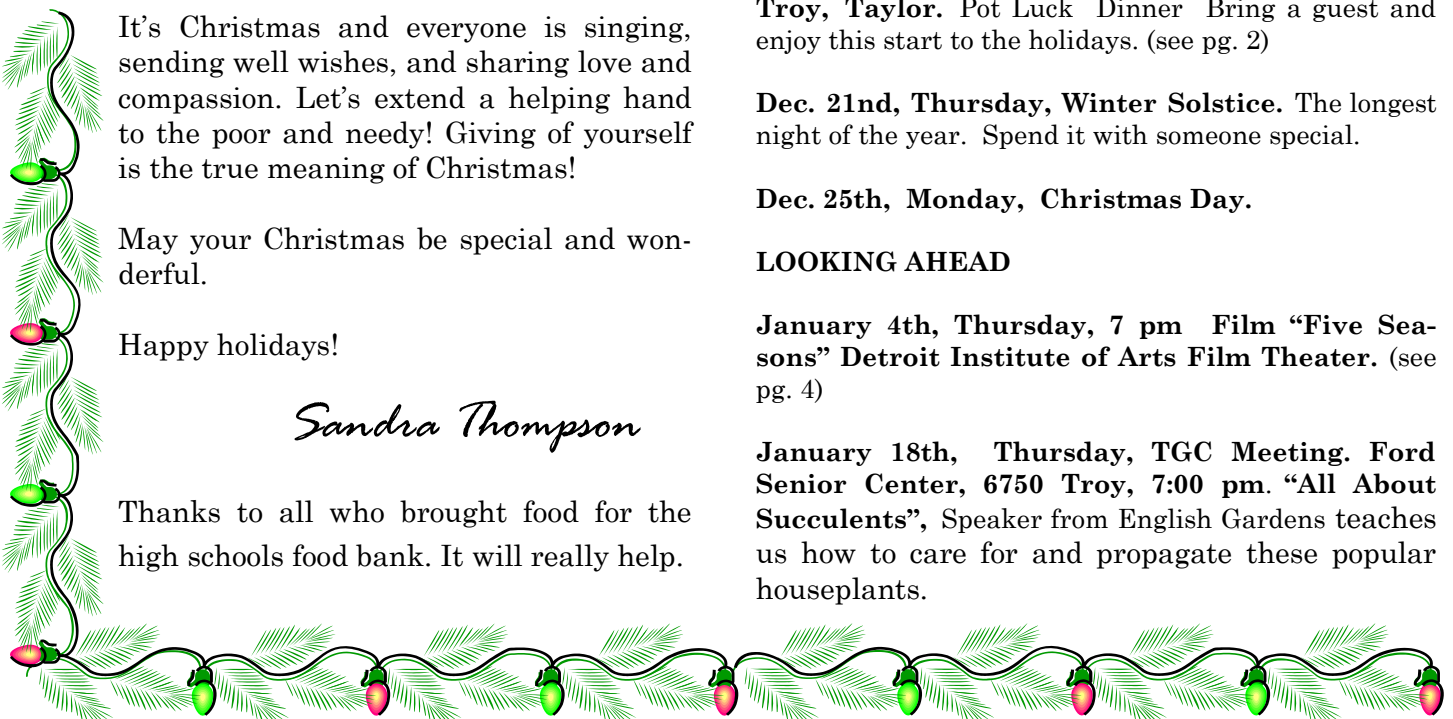 It's Christmas and everyone is singing,
sending well wishes, and sharing love and
compassion. Let's extend a helping hand
to the poor and needy! Giving of yourself
is the true meaning of Christmas!
May your Christmas be special and won-
derful.
Happy holidays!
Sandra Thompson
Thanks to all who brought food for the
high schools food bank. It will really help.
Troy, Taylor. Pot Luck Dinner Bring a guest and
enjoy this start to the holidays. (see pg. 2)
Dec. 21nd, Thursday, Winter Solstice. The longest
night of the year. Spend it with someone special.
Dec. 25th, Monday, Christmas Day.
LOOKING AHEAD
January 4th, Thursday, 7 pm Film “Five Sea-
sons” Detroit Institute of Arts Film Theater. (see
pg. 4)
January 18th, Thursday, TGC Meeting. Ford
Senior Center, 6750 Troy, 7:00 pm. “All About
Succulents”, Speaker from English Gardens teaches
us how to care for and propagate these popular
houseplants.